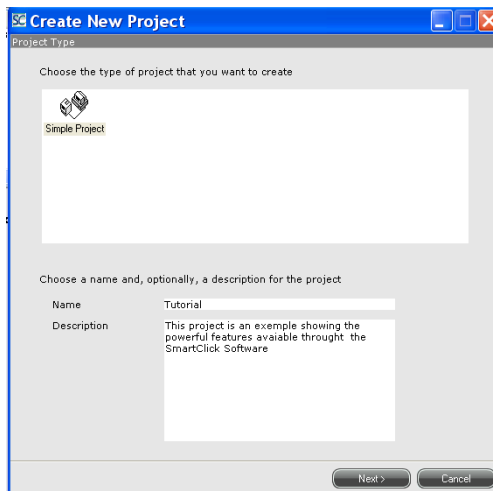 SC Create New Project
Project Type
Choose the type of project that you want to create
Simple Project
Choose a name and, optionally, a description for the project
Name Tutorial
Description This project is an exemple showing the
powerful features avaiable throught the
SmartClick Software
Next > Cancel